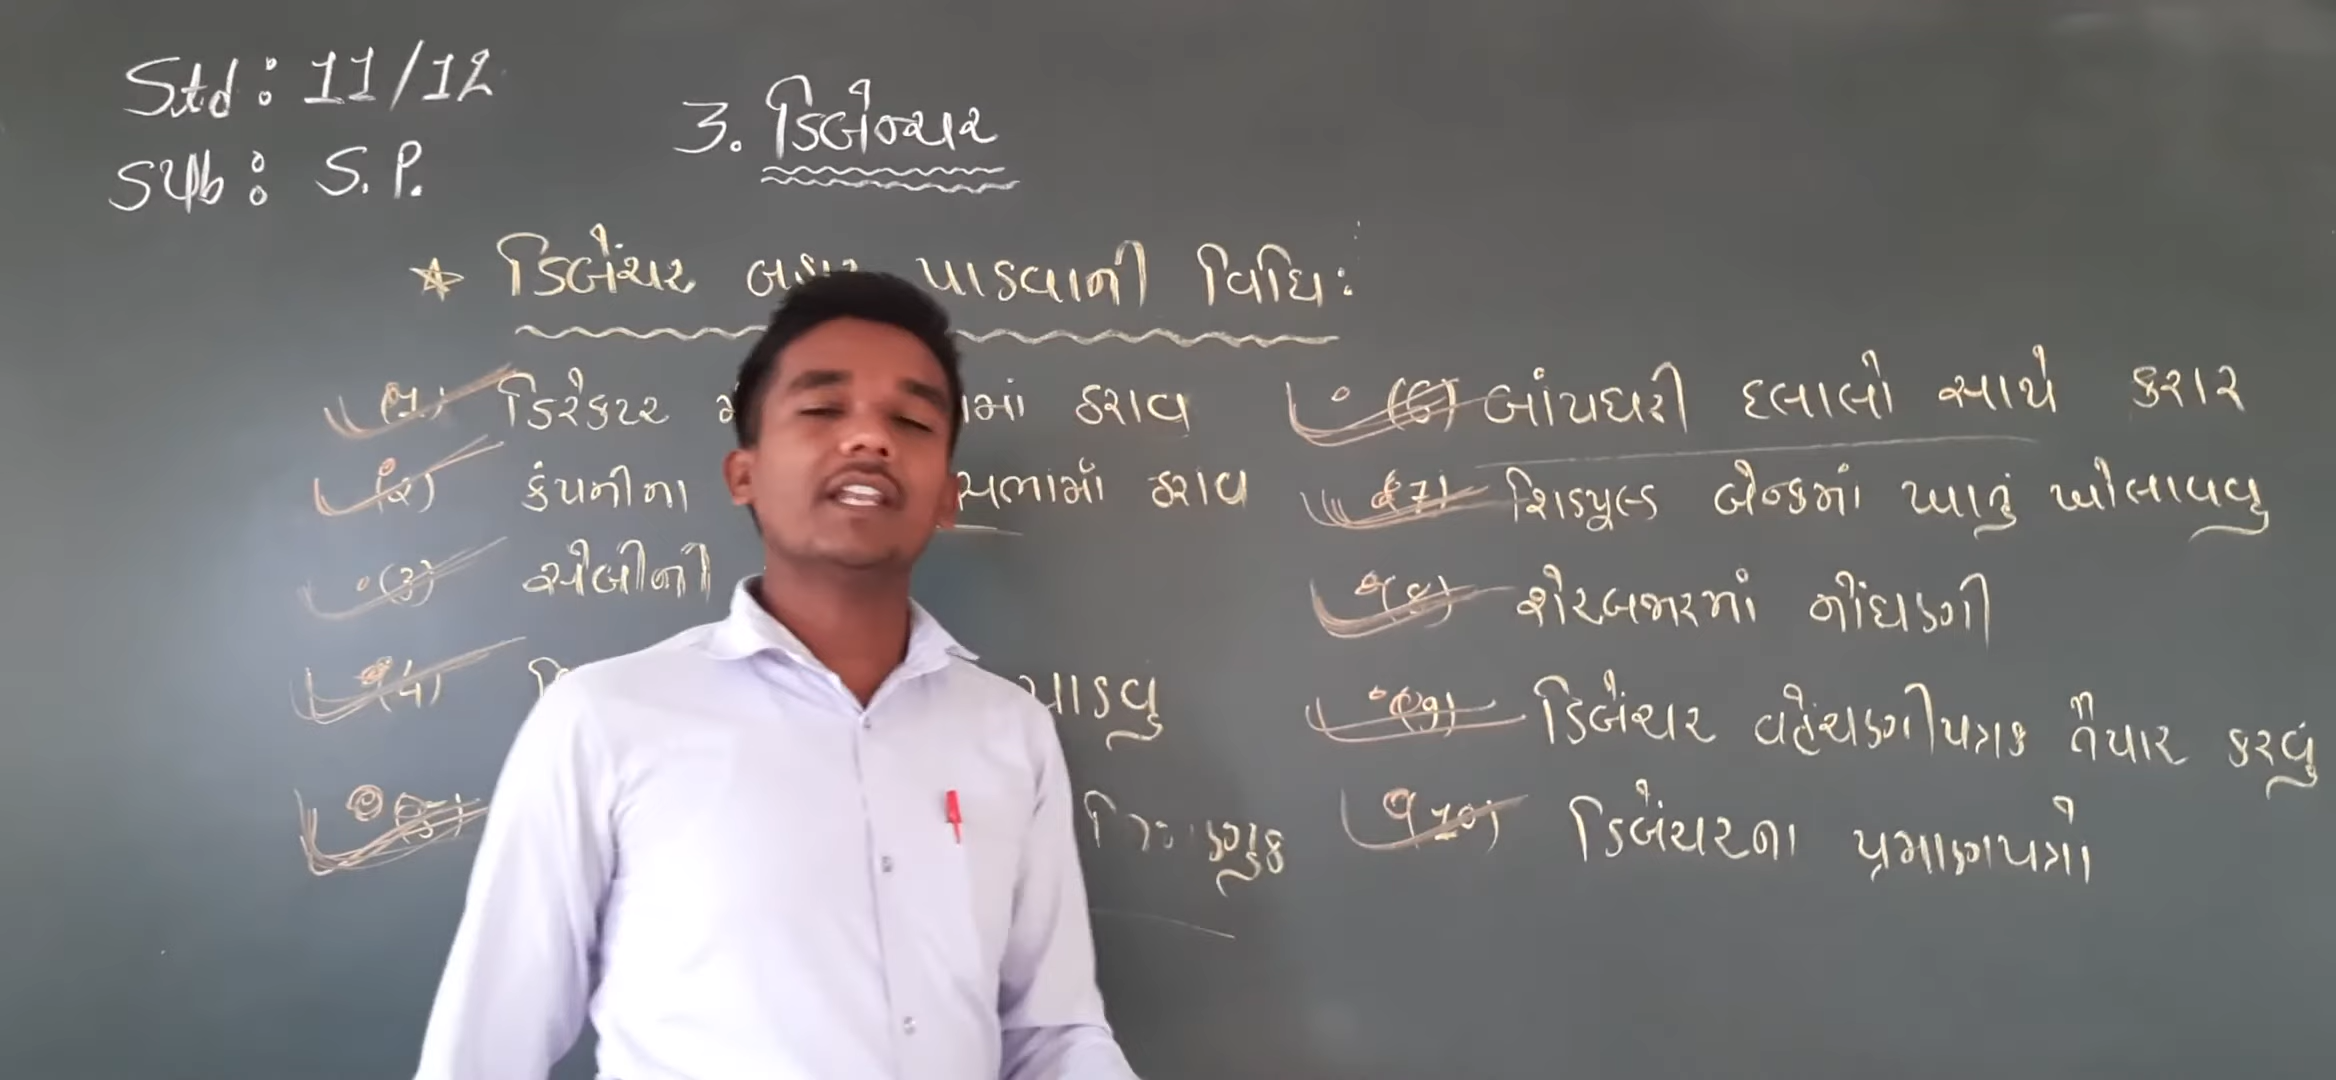 Std: 11/12
Sub: S.P.
3. ડિબેન્ચર
★ ડિબેંચર બહાર પાડવાની વિધિ:
(1) ડિરેક્ટર ઠરાવ
(2) કંપનીની સભામાં ઠરાવ
(3) સેબીની
(4) પાડવુ
(5)
(6) બાંયધરી દલાલો સાથે કરાર
(7) શિડ્યૂલ્ડ બેન્કમાં ખાતું ખોલાવવુ
(8) શેરબજારમાં નોંધણી
(9) ડિબેંચર વહેંચણીપત્રક તૈયાર કરવું
(10) ડિબેંચરના પ્રમાણપત્રો